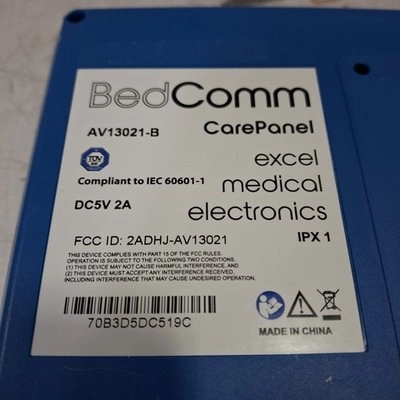 BedComm
AV13021-B
CarePanel
TÜV
excel
medical
electronics
Compliant to IEC 60601-1
DC5V 2A
FCC ID: 2ADHJ-AV13021
IPX 1
THIS DEVICE COMPLIES WITH PART 15 OF THE FCC RULES.
OPERATION IS SUBJECT TO THE FOLLOWING TWO CONDITIONS.
(1) THIS DEVICE MAY NOT CAUSE HARMFUL INTERFERENCE, AND
(2) THIS DEVICE MUST ACCEPT ANY INTERFERENCE RECEIVED,
INCLUDING INTERFERENCE THAT MAY CAUSE UNDESIRED OPERATION
70B3D5DC519C
MADE IN CHINA